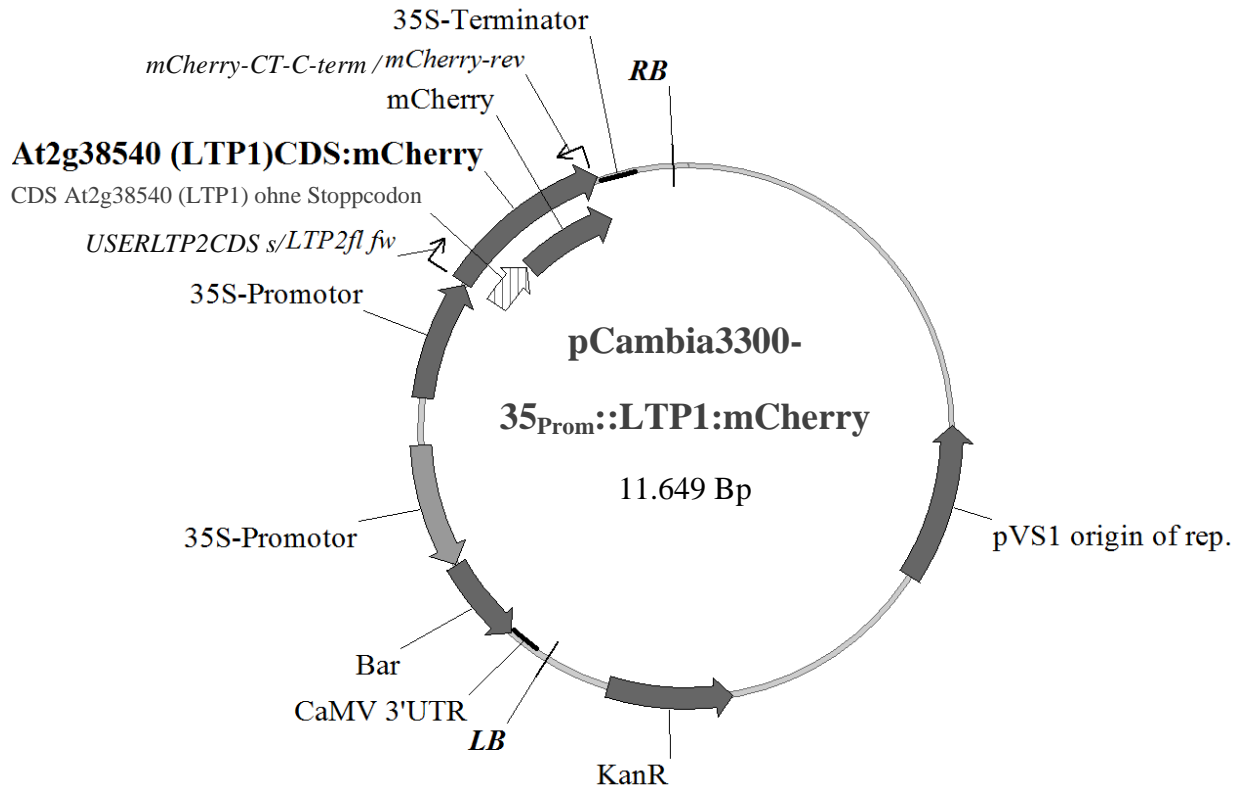 35S-Terminator
mCherry-CT-C-term / mCherry-rev
RB
mCherry
At2g38540 (LTP1)CDS:mCherry
CDS At2g38540 (LTP1) ohne Stoppcodon
USERLTP2CDS s/LTP2fl fw
35S-Promotor
pCambia3300-
35Prom::LTP1:mCherry
11.649 Bp
35S-Promotor
pVS1 origin of rep.
Bar
CaMV 3'UTR
LB
KanR